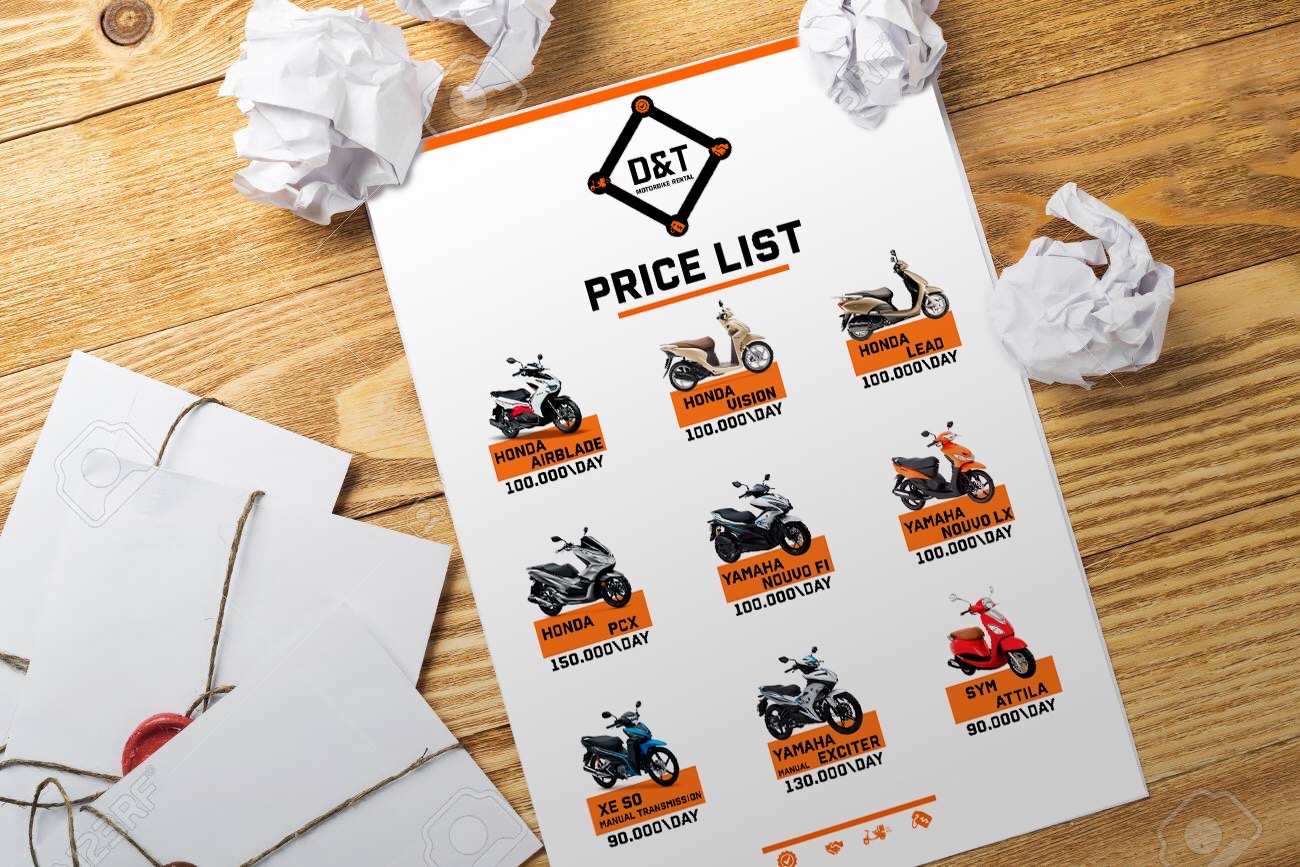 D&T
MOTORBIKE RENTAL
PRICE LIST
HONDA
AIRBLADE
100.000\DAY
HONDA
VISION
100.000\DAY
HONDA
LEAD
100.000\DAY
HONDA PCX
150.000\DAY
YAMAHA
NOUVO FI
100.000\DAY
YAMAHA
NOUVO LX
100.000\DAY
XE SO
MANUAL TRANSMISSION
90.000\DAY
YAMAHA
MANUAL EXCITER
130.000\DAY
SYM
ATTILA
90.000\DAY
123RF